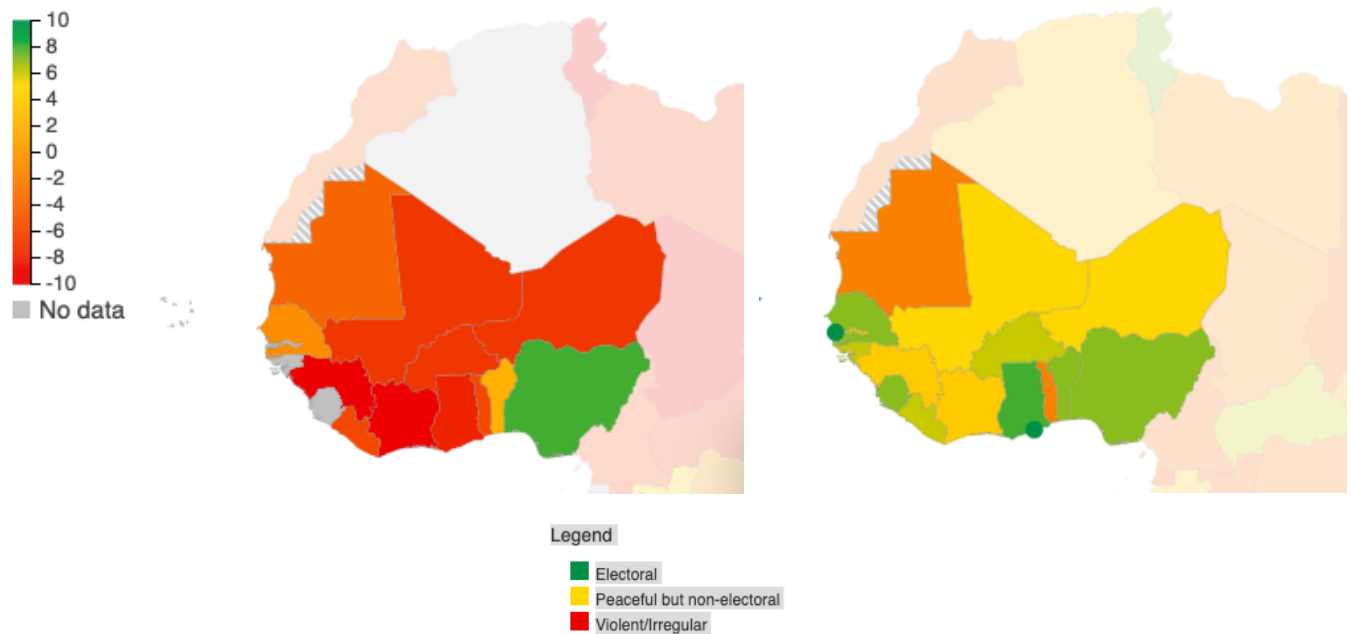 10
8
6
4
2
0
-2
-4
-6
-8
-10
No data
Legend
Electoral
Peaceful but non-electoral
Violent/Irregular